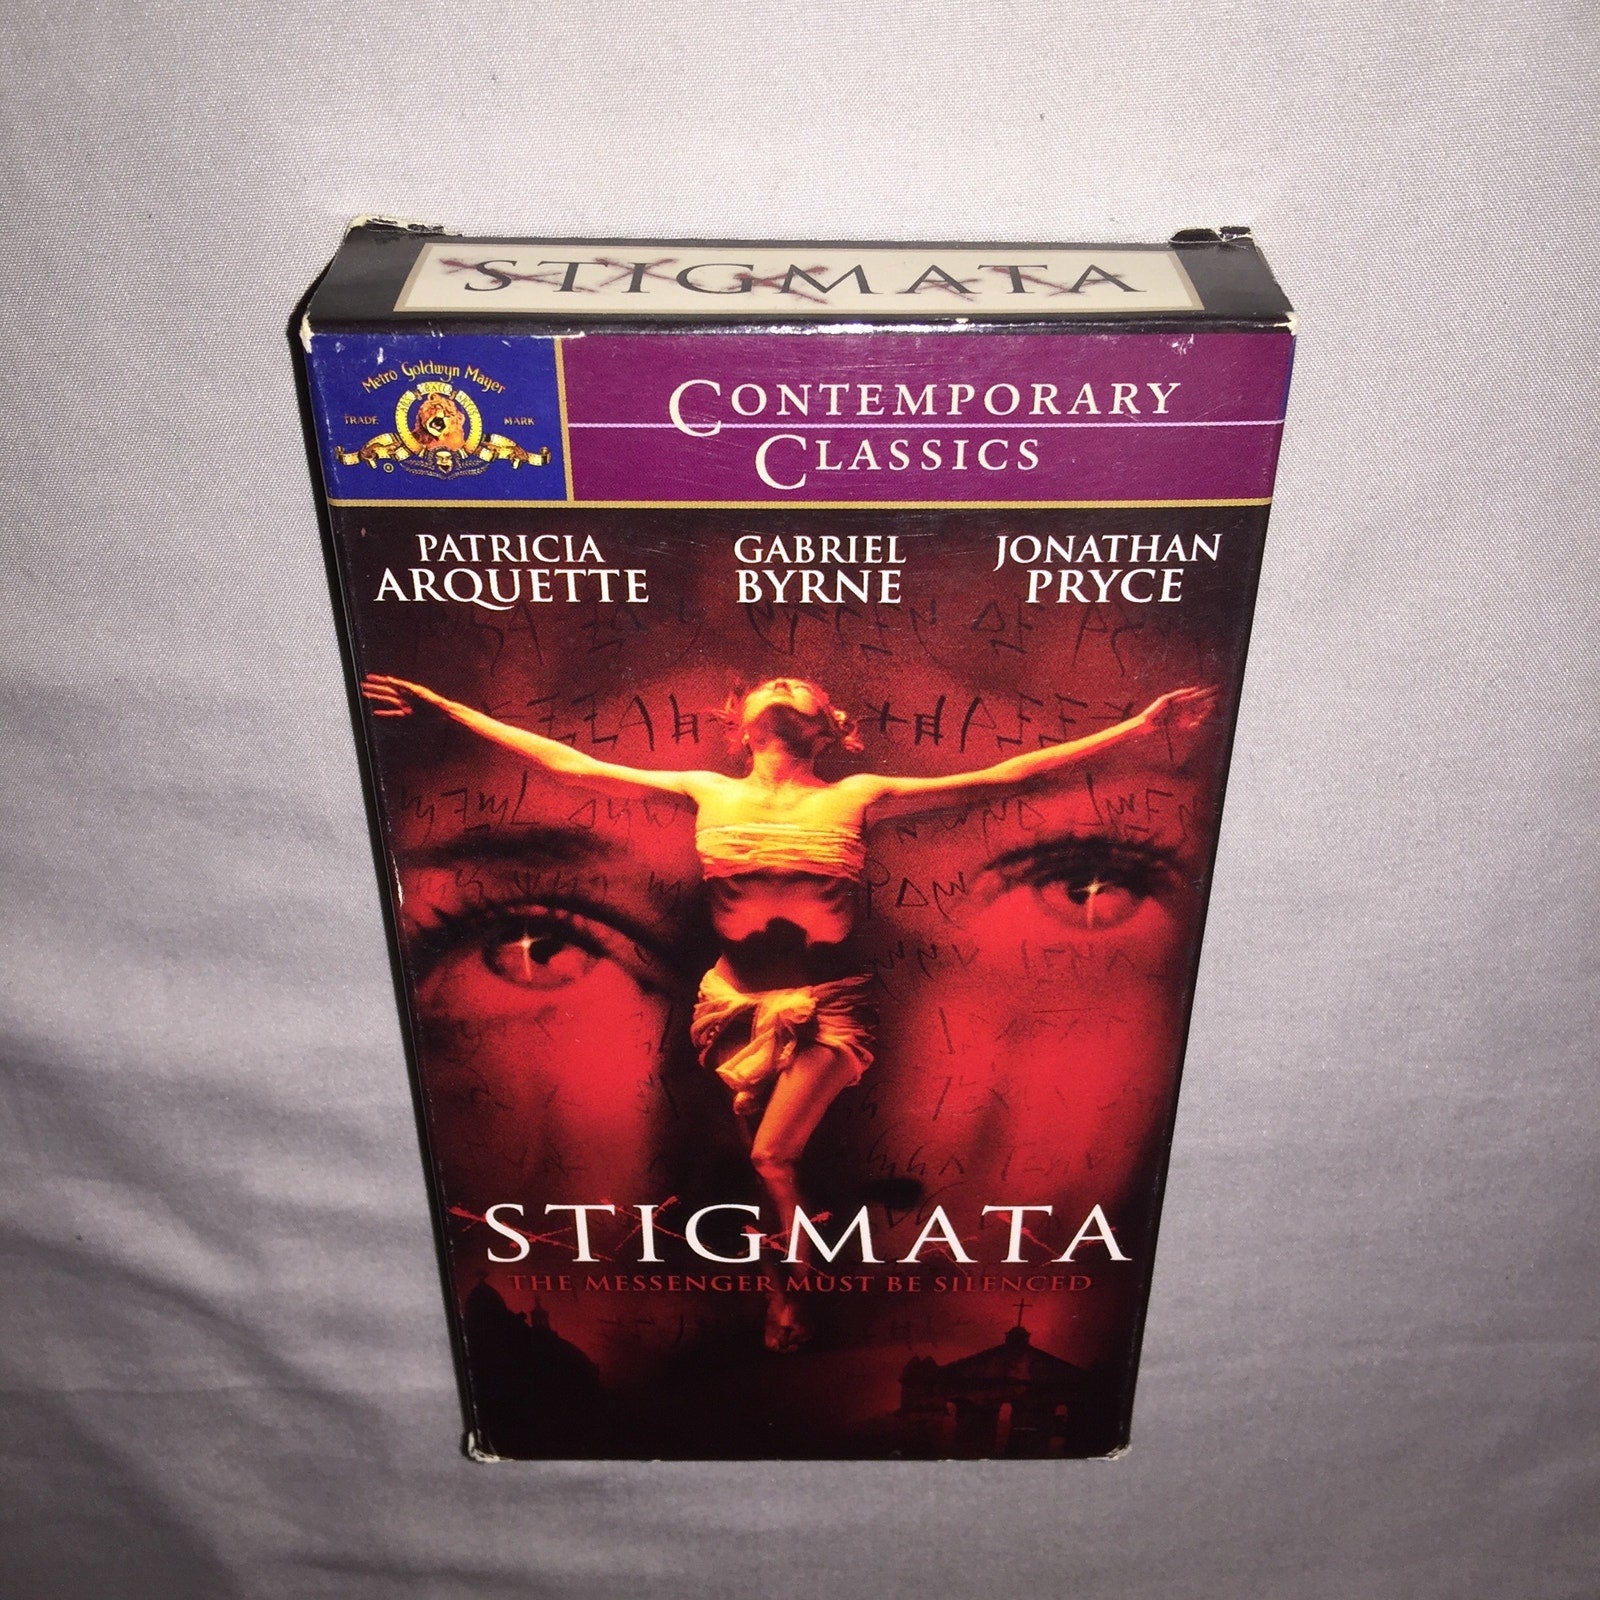 STIGMATA
Metro Goldwyn Mayer
TRADE MARK
CONTEMPORARY
CLASSICS
PATRICIA
ARQUETTE
GABRIEL
BYRNE
JONATHAN
PRYCE
STIGMATA
THE MESSENGER MUST BE SILENCED